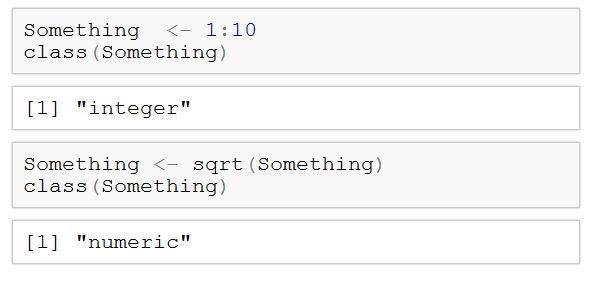 Something  <- 1:10
class(Something)
[1] "integer"
Something <- sqrt(Something)
class(Something)
[1] "numeric"